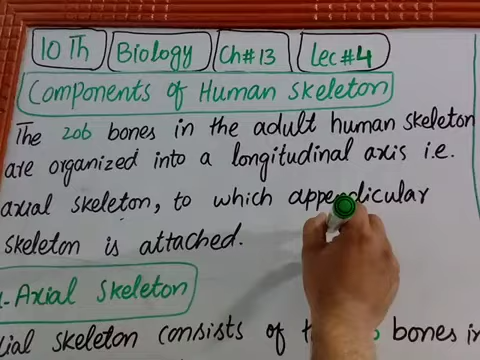 10 Th Biology Ch#13 Lec#4
Components of Human Skeleton
The 206 bones in the adult human skeleton
are organized into a longitudinal axis i.e.
axial skeleton, to which appendicular
skeleton is attached.
Axial Skeleton
skeleton consists of bones in